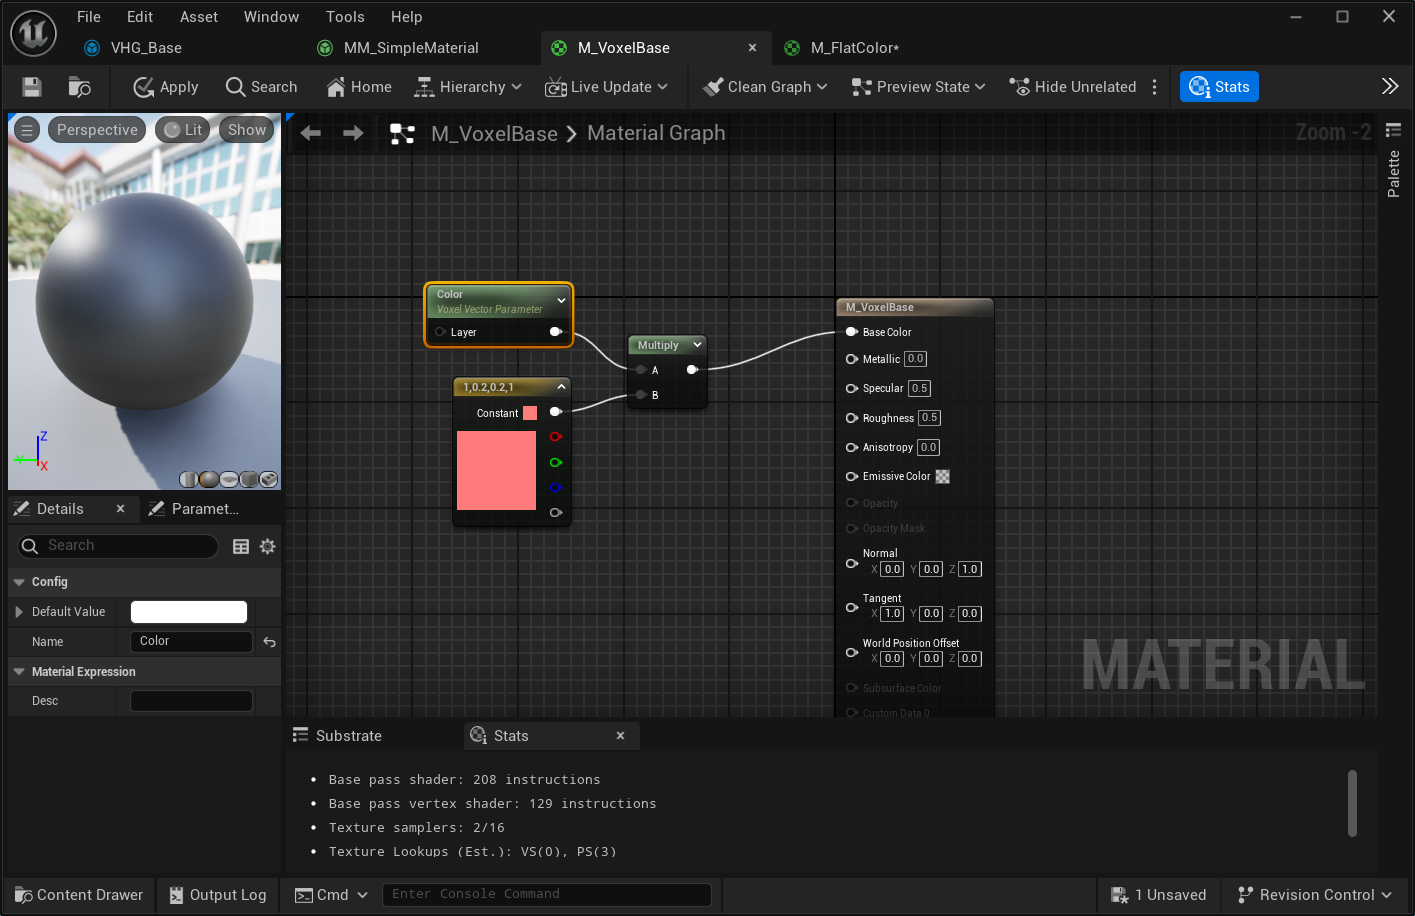 File Edit Asset Window Tools Help
VHG_Base MM_SimpleMaterial M_VoxelBase × M_FlatColor*
Apply Search Home Hierarchy Live Update Clean Graph Preview State Hide Unrelated Stats
Perspective Lit Show
M_VoxelBase > Material Graph
Zoom -2
Palette
Color
Voxel Vector Parameter
Layer
1,0.2,0.2,1
Constant
Multiply
A
B
M_VoxelBase
Base Color
Metallic 0.0
Specular 0.5
Roughness 0.5
Anisotropy 0.0
Emissive Color
Opacity
Opacity Mask
Normal
X 0.0 Y 0.0 Z 1.0
Tangent
X 1.0 Y 0.0 Z 0.0
World Position Offset
X 0.0 Y 0.0 Z 0.0
Subsurface Color
Custom Data 0
MATERIAL
Z
Y
X
Details × Paramet...
Search
Config
Default Value
Name Color
Material Expression
Desc
Substrate Stats ×
• Base pass shader: 208 instructions
• Base pass vertex shader: 129 instructions
• Texture samplers: 2/16
• Texture Lookups (Est.): VS(0), PS(3)
Content Drawer Output Log Cmd Enter Console Command 1 Unsaved Revision Control